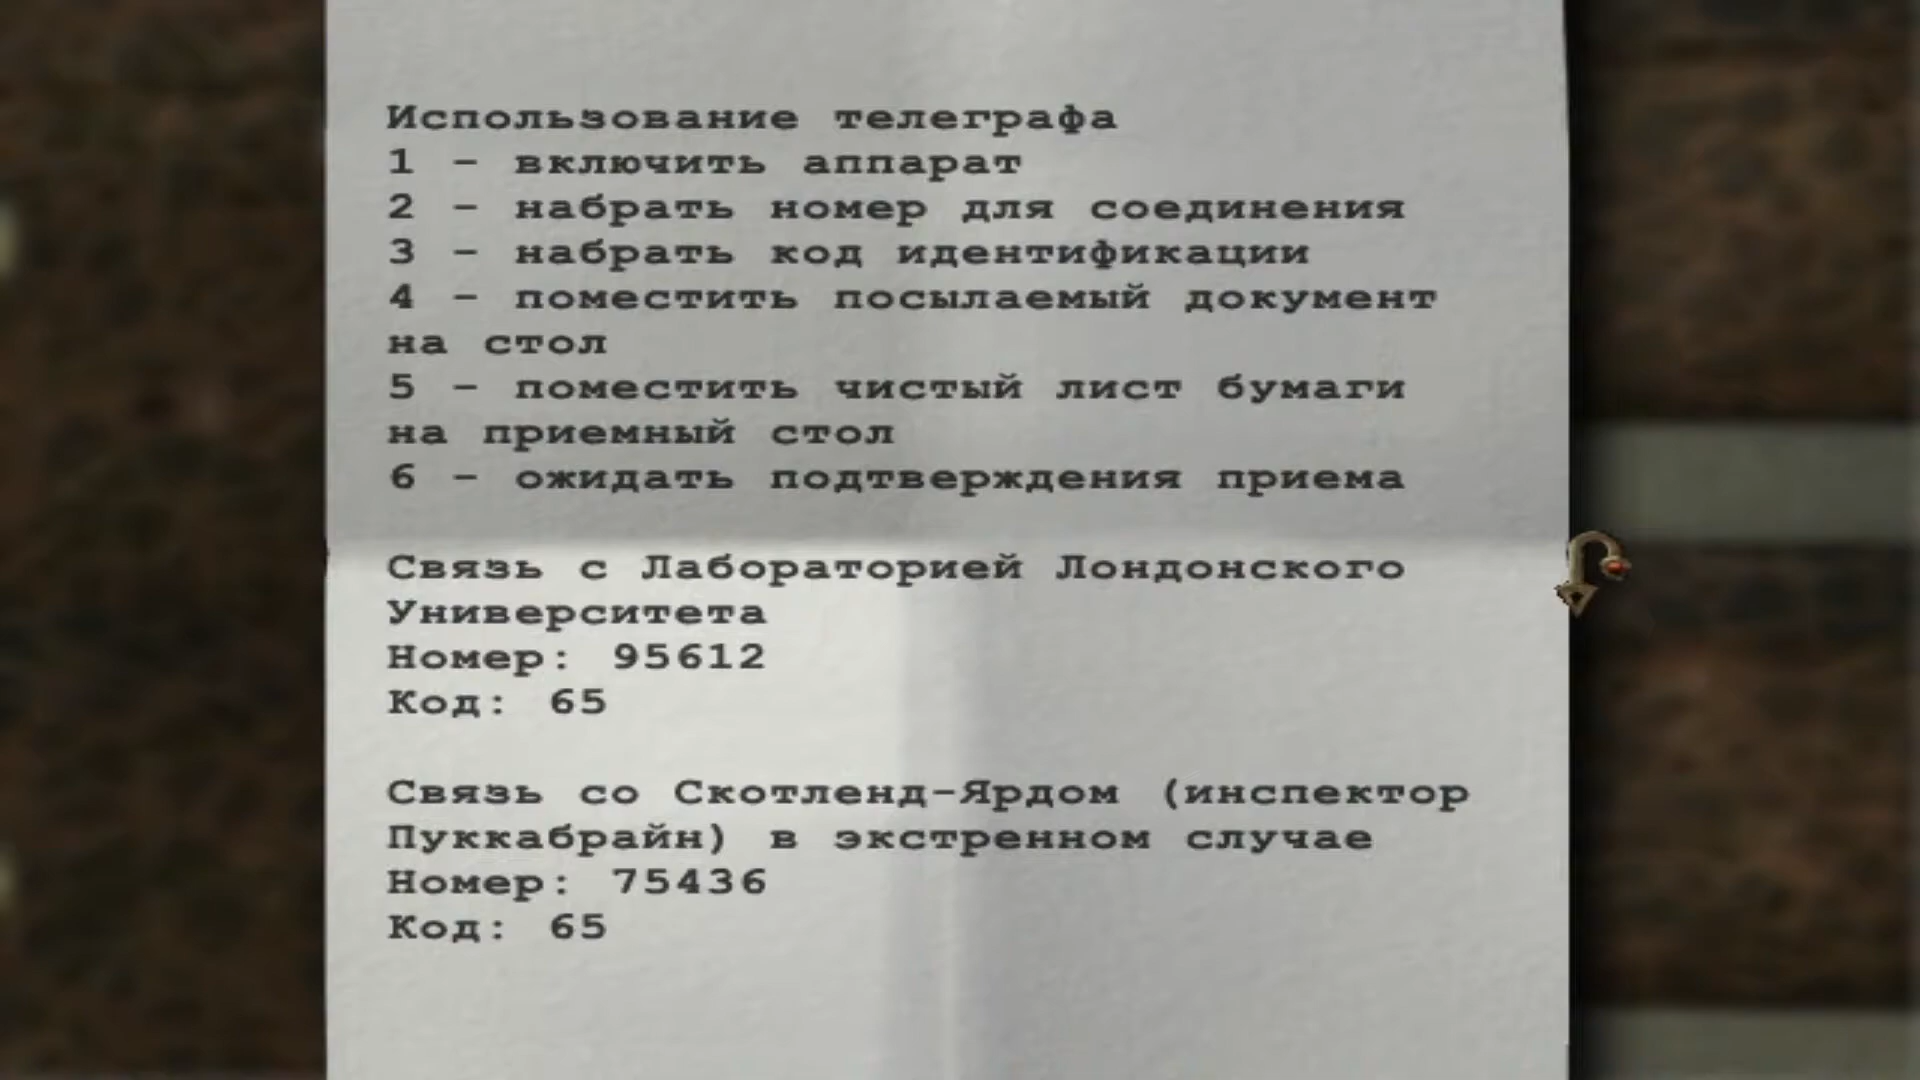 Использование телеграфа
1 - включить аппарат
2 - набрать номер для соединения
3 - набрать код идентификации
4 - поместить посылаемый документ
на стол
5 - поместить чистый лист бумаги
на приемный стол
6 - ожидать подтверждения приема
Связь с Лабораторией Лондонского
Университета
Номер: 95612
Код: 65
Связь со Скотленд-Ярдом (инспектор
Пуккабрайн) в экстренном случае
Номер: 75436
Код: 65